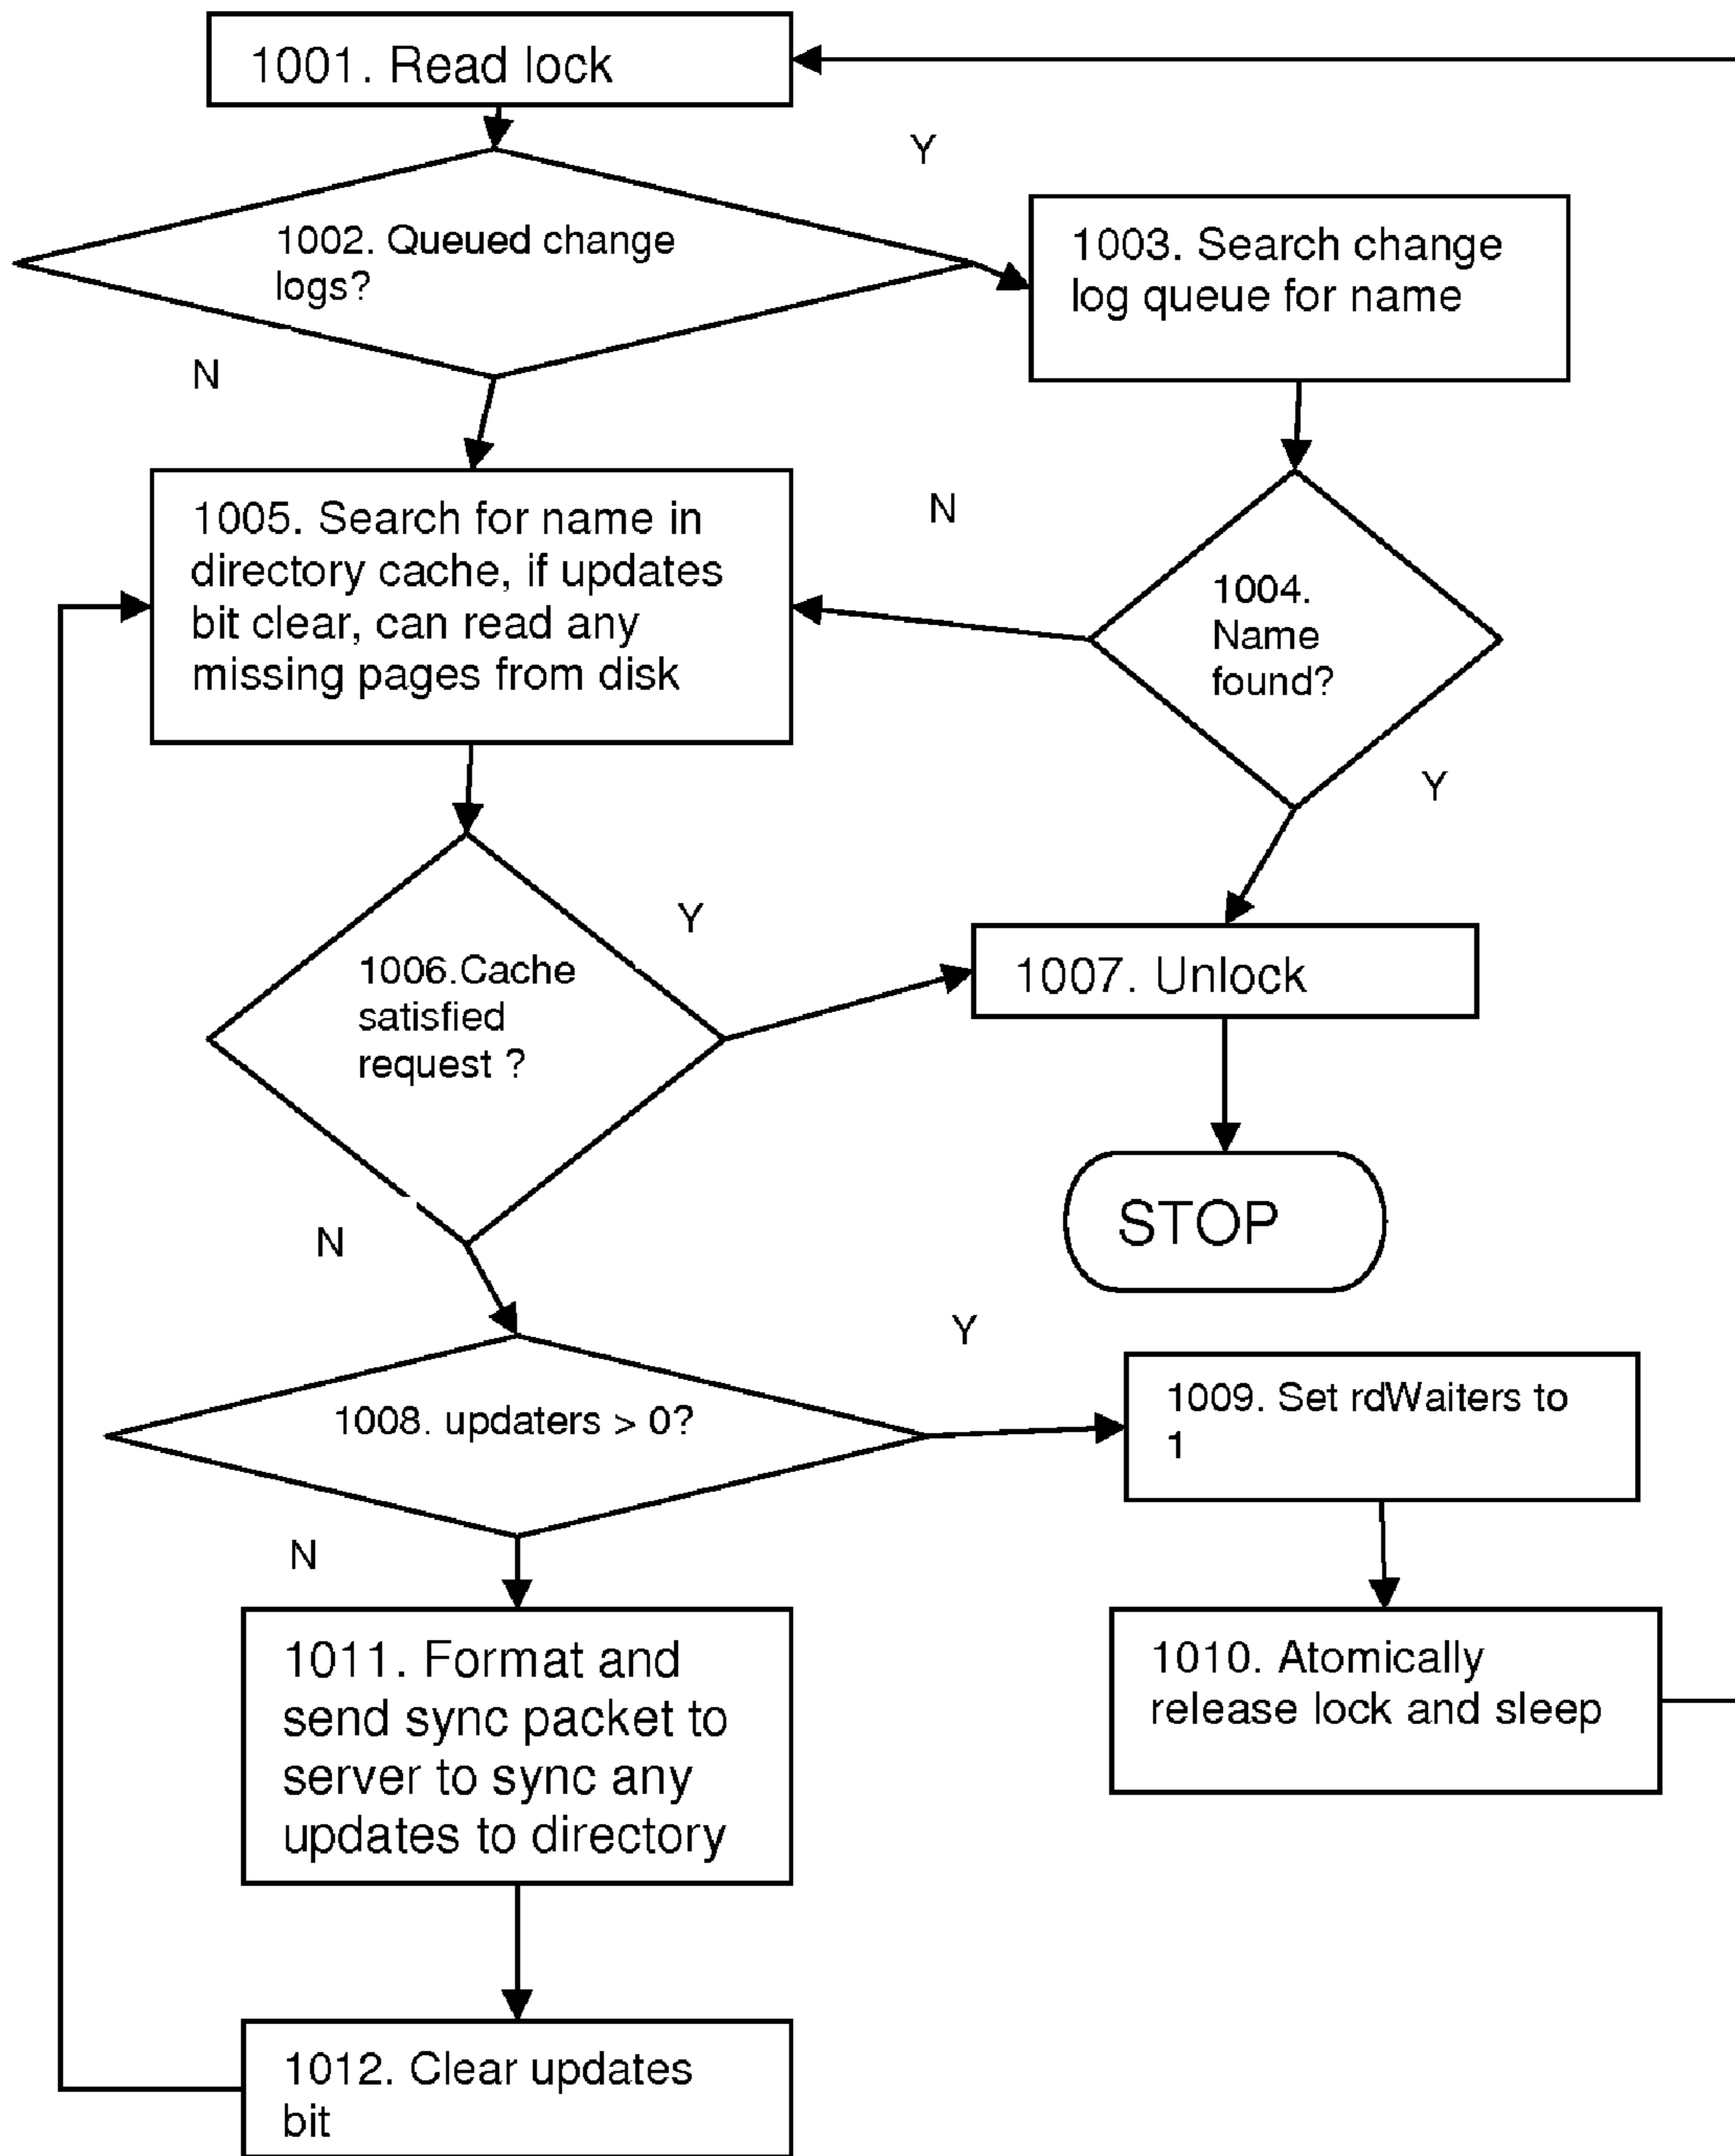 1001. Read lock
Y
1002. Queued change
logs?
1003. Search change
log queue for name
N
1005. Search for name in
directory cache, if updates
bit clear, can read any
missing pages from disk
N
1004.
Name
found?
Y
Y
1006.Cache
satisfied
request ?
1007. Unlock
N
STOP
Y
1008. updaters > 0?
1009. Set rdWaiters to
1
N
1011. Format and
send sync packet to
server to sync any
updates to directory
1010. Atomically
release lock and sleep
1012. Clear updates
bit